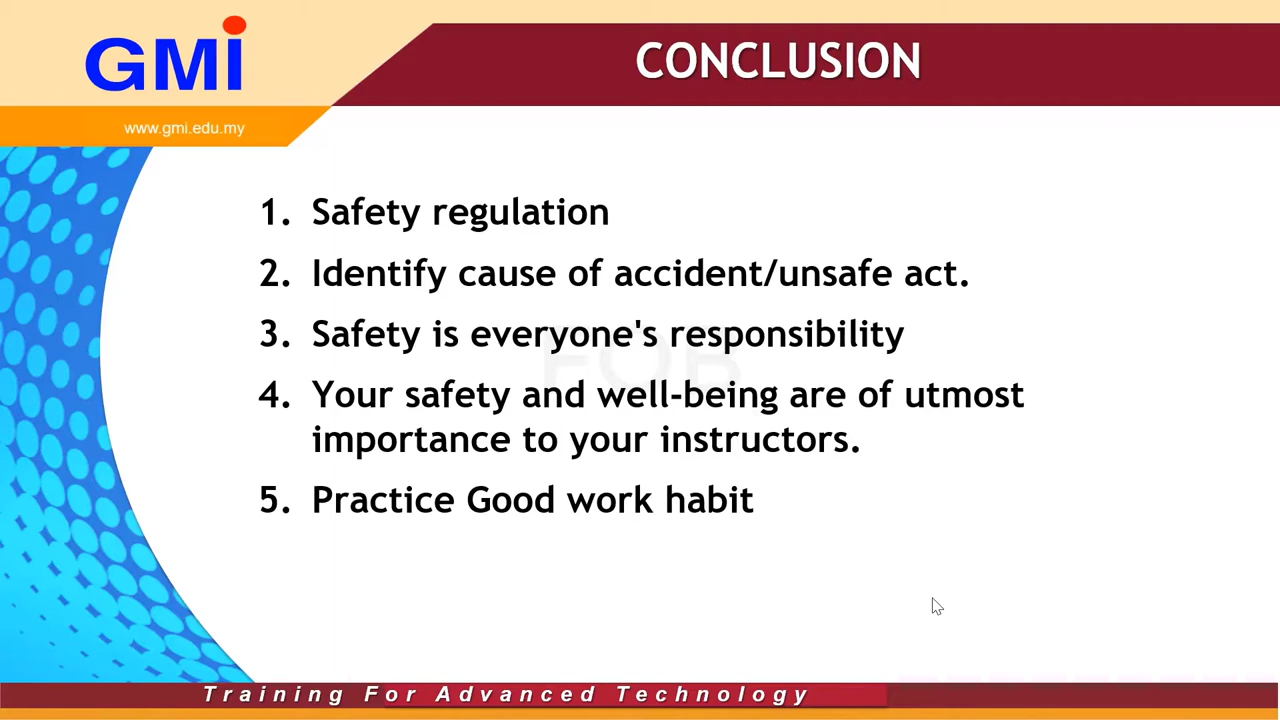 GMi
CONCLUSION
www.gmi.edu.my
1. Safety regulation
2. Identify cause of accident/unsafe act.
3. Safety is everyone's responsibility
FOB
4. Your safety and well-being are of utmost
importance to your instructors.
5. Practice Good work habit
Training For Advanced Technology